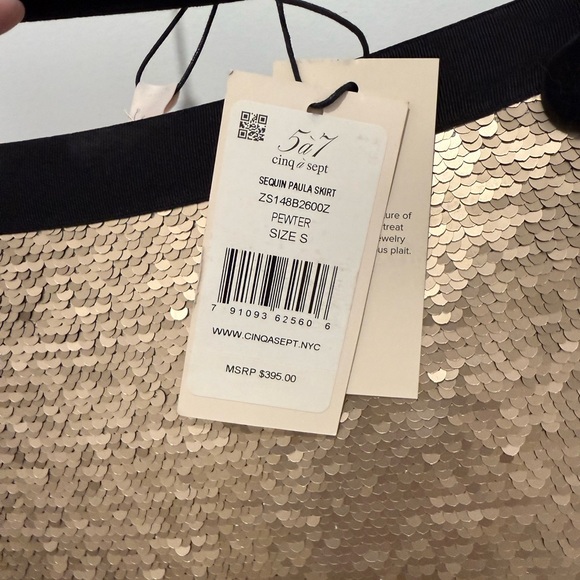 5à7
cinq à sept
SEQUIN PAULA SKIRT
ZS148B2600Z
PEWTER
SIZE S
7 91093 62560 6
WWW.CINQASEPT.NYC
MSRP $395.00
ure of
treat
ewelry
us plait.